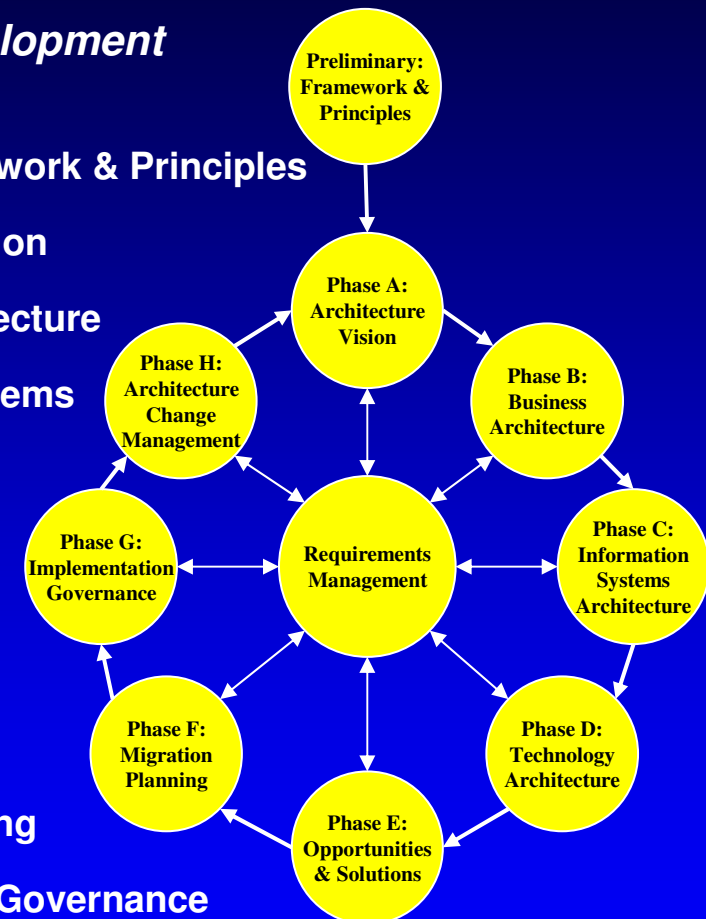 lopment
work & Principles
on
ecture
ems
ng
Governance
Preliminary:
Framework &
Principles
Phase A:
Architecture
Vision
Phase B:
Business
Architecture
Phase C:
Information
Systems
Architecture
Phase D:
Technology
Architecture
Phase E:
Opportunities
& Solutions
Phase F:
Migration
Planning
Phase G:
Implementation
Governance
Phase H:
Architecture
Change
Management
Requirements
Management